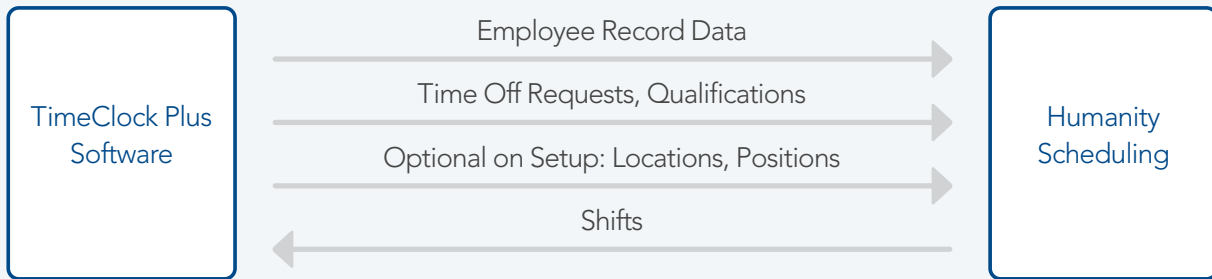 Employee Record Data
Time Off Requests, Qualifications
TimeClock Plus
Software
Humanity
Scheduling
Optional on Setup: Locations, Positions
Shifts